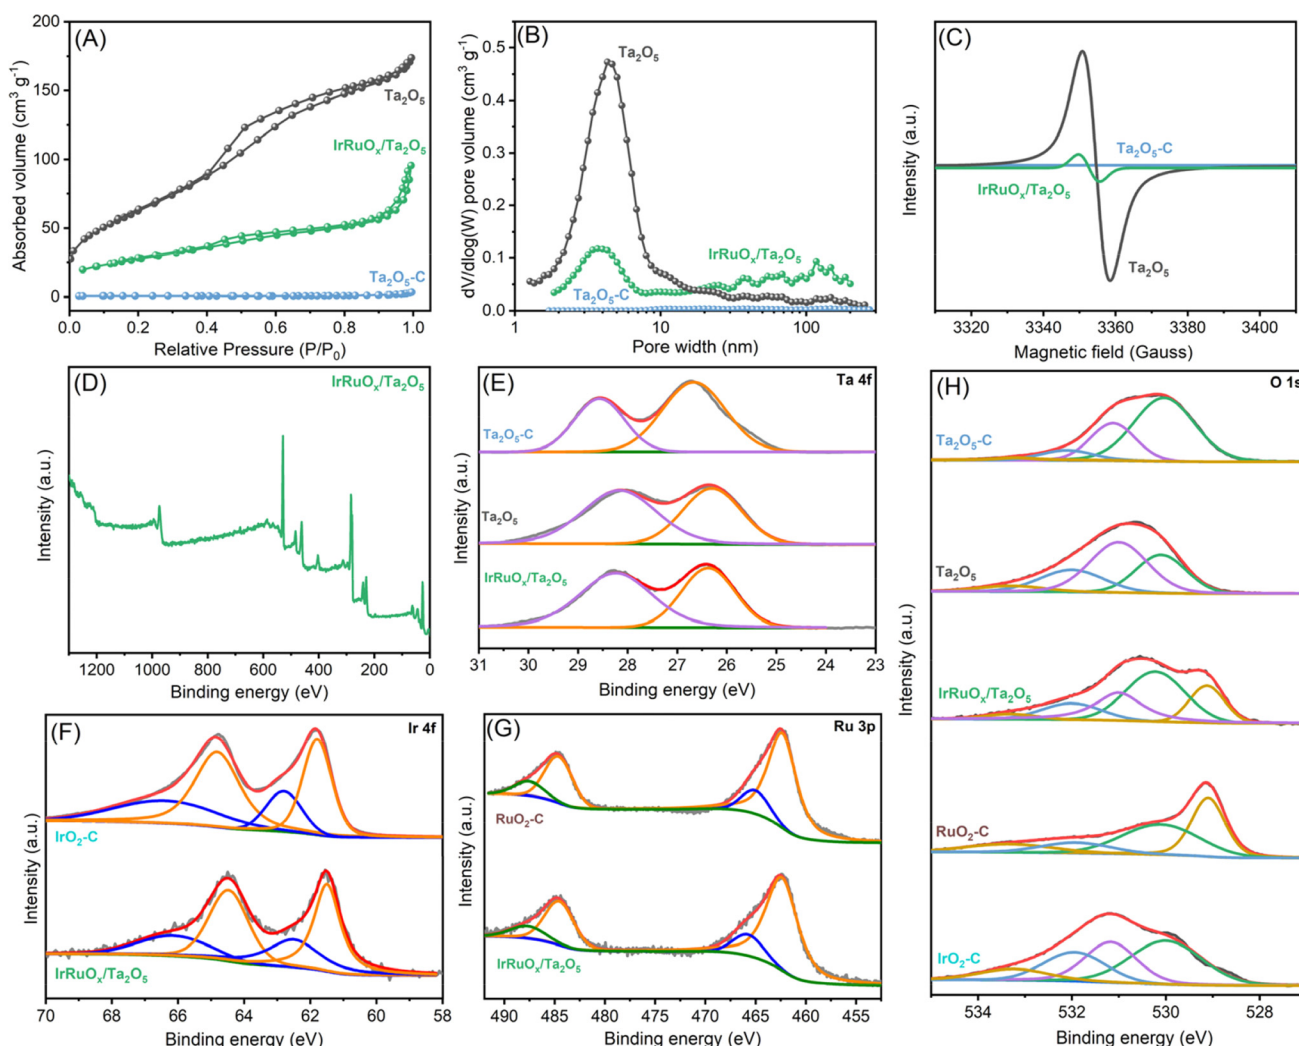 (A)
Absorbed volume (cm³ g⁻¹)
200
150
100
50
0
Ta₂O₅
IrRuOₓ/Ta₂O₅
Ta₂O₅-C
0.0 0.2 0.4 0.6 0.8 1.0
Relative Pressure (P/P₀)
(B)
dV/dlog(W) pore volume (cm³ g⁻¹)
0.5
0.4
0.3
0.2
0.1
0.0
Ta₂O₅
IrRuOₓ/Ta₂O₅
Ta₂O₅-C
1 10 100
Pore width (nm)
(C)
Intensity (a.u.)
Ta₂O₅-C
IrRuOₓ/Ta₂O₅
Ta₂O₅
3320 3340 3360 3380 3400
Magnetic field (Gauss)
(D)
IrRuOₓ/Ta₂O₅
Intensity (a.u.)
1200 1000 800 600 400 200 0
Binding energy (eV)
(E)
Ta 4f
Intensity (a.u.)
Ta₂O₅-C
Ta₂O₅
IrRuOₓ/Ta₂O₅
31 30 29 28 27 26 25 24 23
Binding energy (eV)
(F)
Ir 4f
Intensity (a.u.)
IrO₂-C
IrRuOₓ/Ta₂O₅
70 68 66 64 62 60 58
Binding energy (eV)
(G)
Ru 3p
Intensity (a.u.)
RuO₂-C
IrRuOₓ/Ta₂O₅
490 485 480 475 470 465 460 455
Binding energy (eV)
(H)
O 1s
Intensity (a.u.)
Ta₂O₅-C
Ta₂O₅
IrRuOₓ/Ta₂O₅
RuO₂-C
IrO₂-C
534 532 530 528
Binding energy (eV)